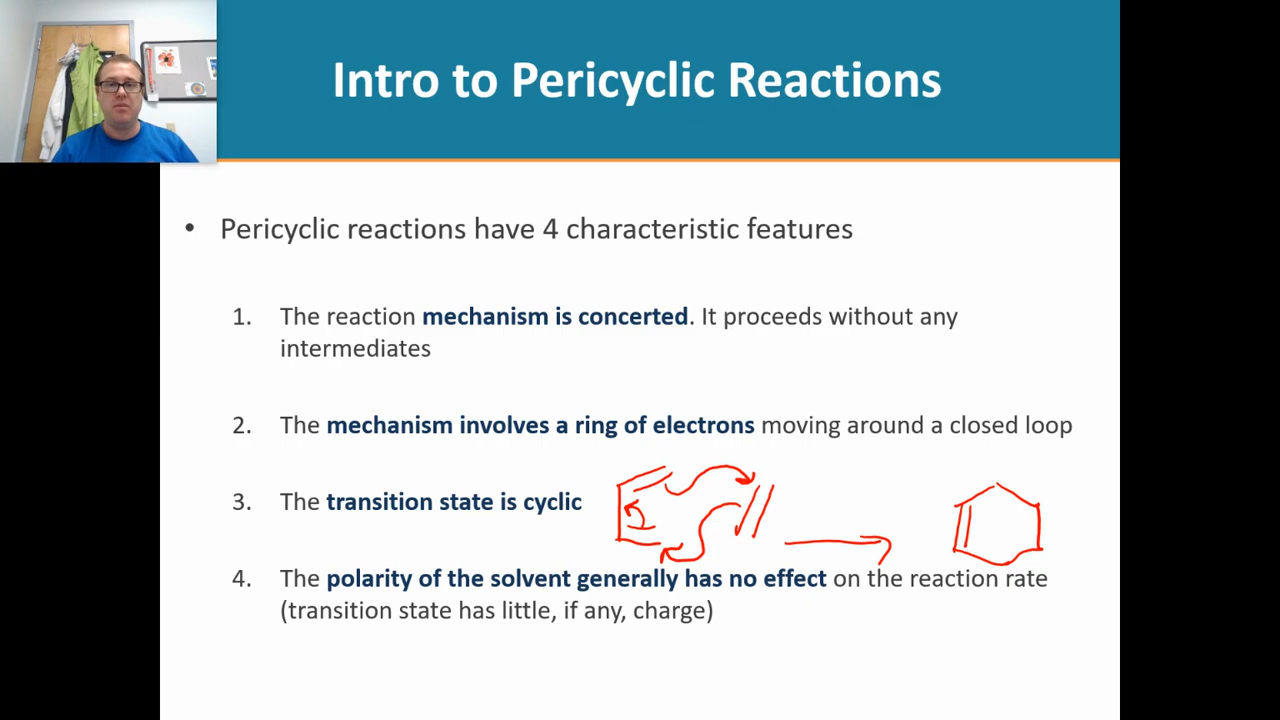 Intro to Pericyclic Reactions
• Pericyclic reactions have 4 characteristic features
1. The reaction mechanism is concerted. It proceeds without any
intermediates
2. The mechanism involves a ring of electrons moving around a closed loop
3. The transition state is cyclic
4. The polarity of the solvent generally has no effect on the reaction rate
(transition state has little, if any, charge)